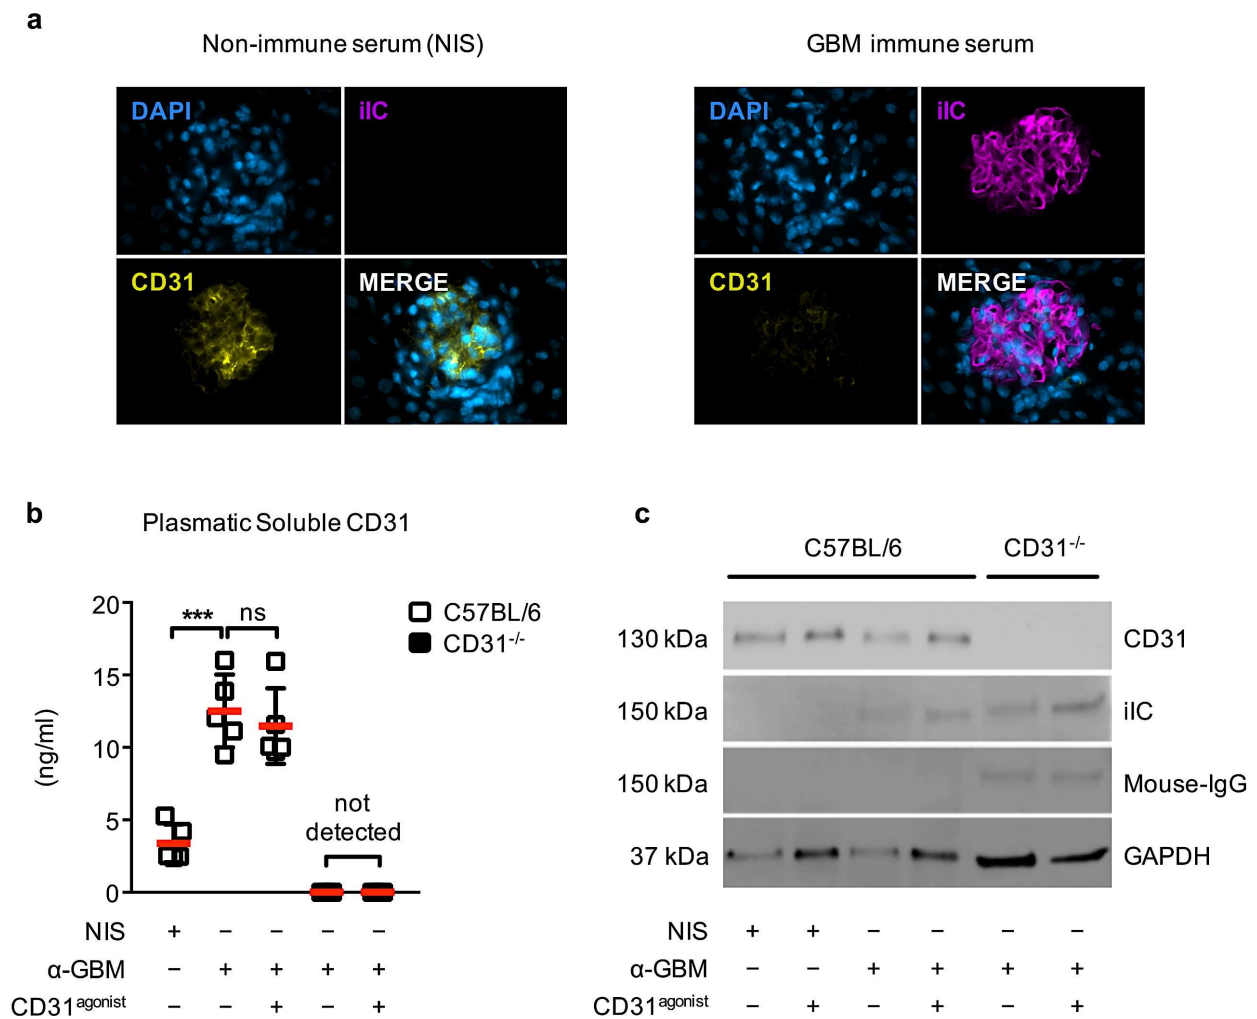 a
Non-immune serum (NIS)
GBM immune serum
DAPI
iIC
DAPI
iIC
CD31
MERGE
CD31
MERGE
b
Plasmatic Soluble CD31
(ng/ml)
20
15
10
5
0
***
ns
not
detected
C57BL/6
CD31-/-
NIS + – – – –
α-GBM – + + + +
CD31agonist – – + – +
c
C57BL/6
CD31-/-
130 kDa
CD31
150 kDa
iIC
150 kDa
Mouse-IgG
37 kDa
GAPDH
NIS + + – – – –
α-GBM – – + + + +
CD31agonist – + – + – +